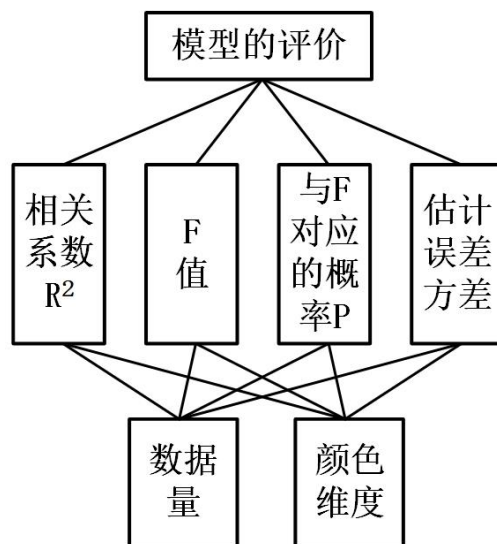 模型的评价
相关
系数
R²
F
值
与F
对应
的概
率P
估计
误差
方差
数据
量
颜色
维度